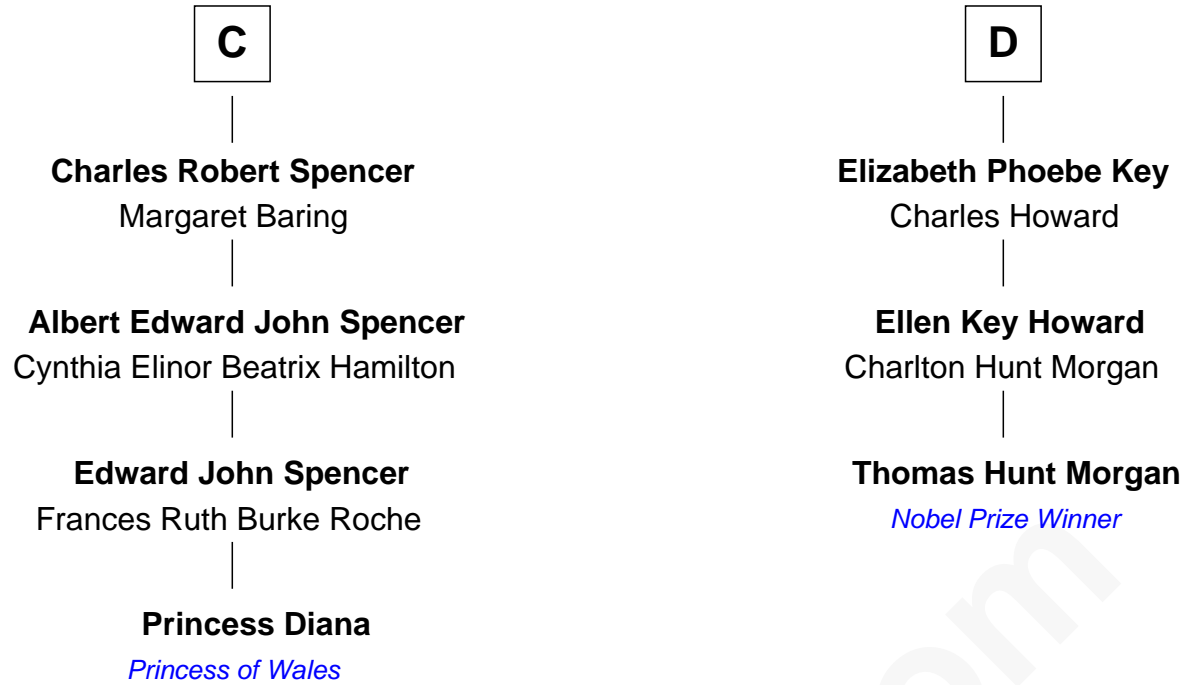 C
Charles Robert Spencer
Margaret Baring
Albert Edward John Spencer
Cynthia Elinor Beatrix Hamilton
Edward John Spencer
Frances Ruth Burke Roche
Princess Diana
Princess of Wales
D
Elizabeth Phoebe Key
Charles Howard
Ellen Key Howard
Charlton Hunt Morgan
Thomas Hunt Morgan
Nobel Prize Winner
om